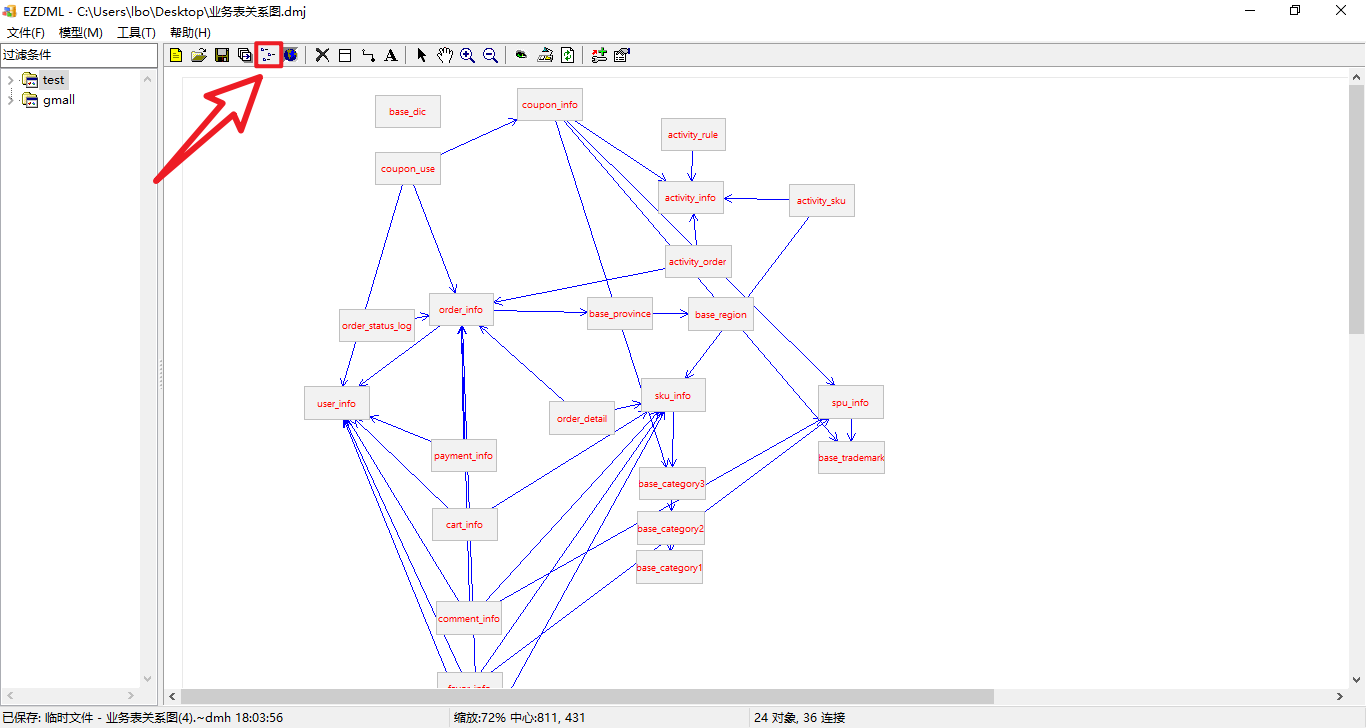 EZDML - C:\Users\lbo\Desktop\业务表关系图.dmj
文件(F) 模型(M) 工具(T) 帮助(H)
过滤条件
test
gmall
base_dic
coupon_info
activity_rule
coupon_use
activity_info
activity_sku
activity_order
order_info
base_province
base_region
order_status_log
user_info
sku_info
spu_info
order_detail
payment_info
base_trademark
base_category3
cart_info
base_category2
base_category1
comment_info
已保存: 临时文件 - 业务表关系图(4).~dmh 18:03:56 缩放:72% 中心:811, 431 24 对象, 36 连接